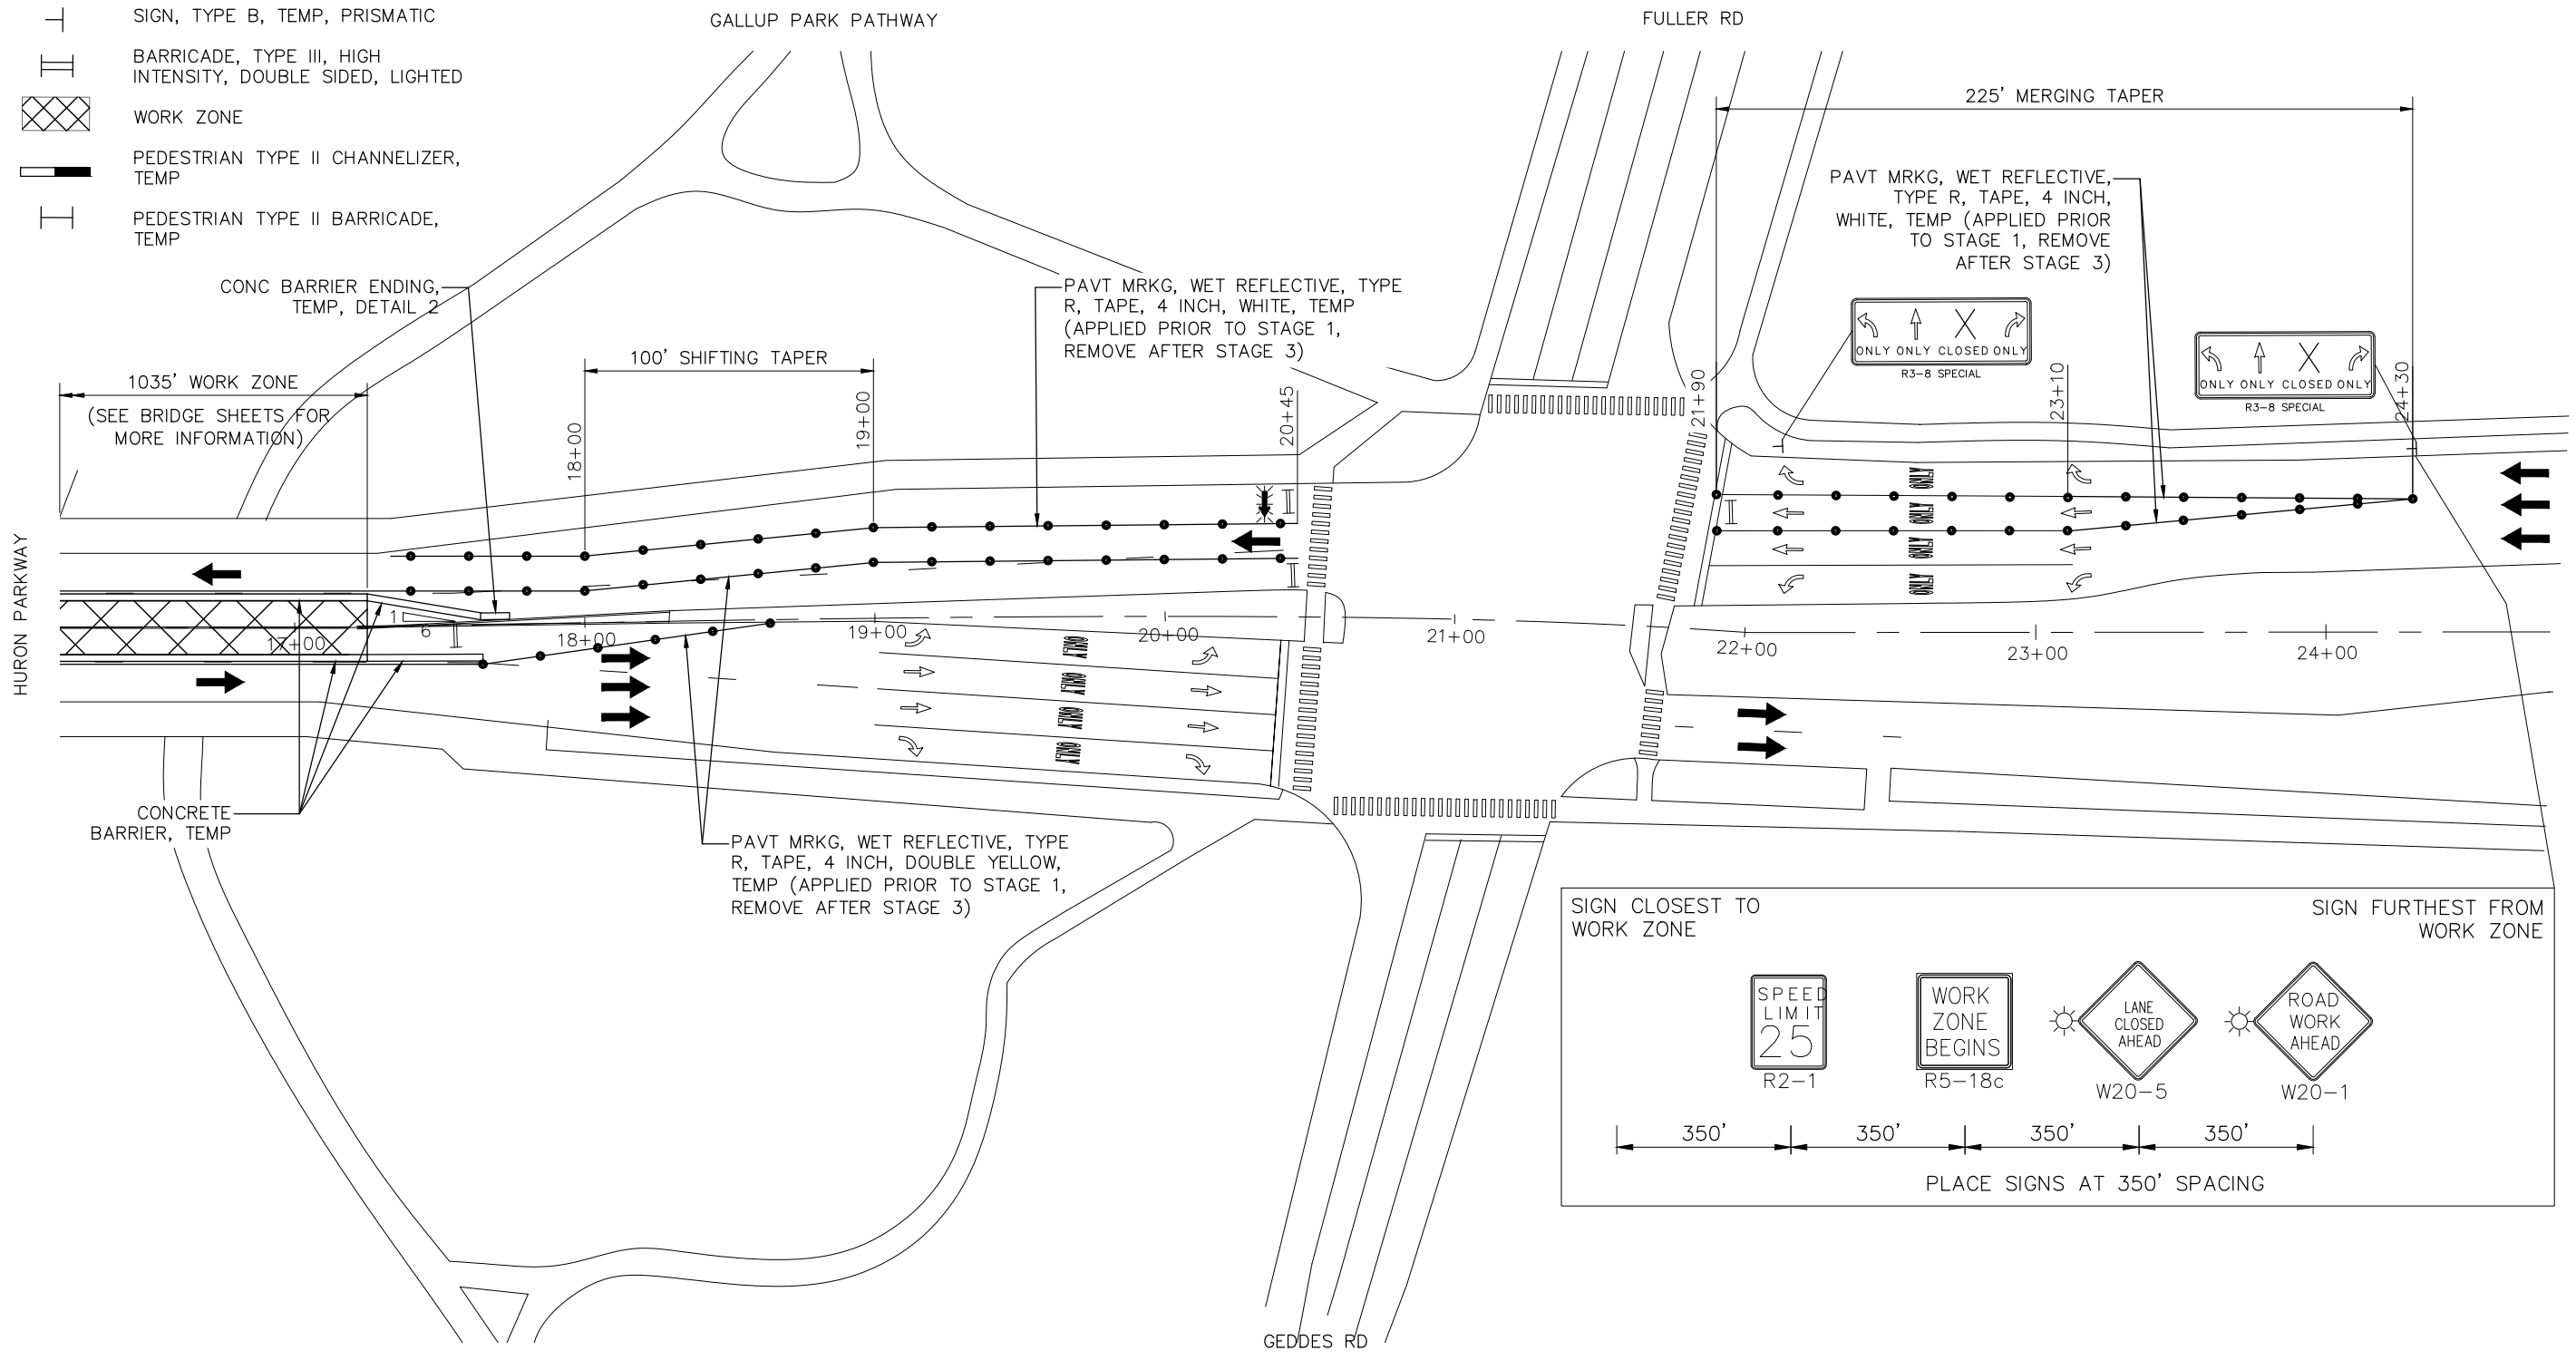 SIGN, TYPE B, TEMP, PRISMATIC
BARRICADE, TYPE III, HIGH
INTENSITY, DOUBLE SIDED, LIGHTED
WORK ZONE
PEDESTRIAN TYPE II CHANNELIZER,
TEMP
PEDESTRIAN TYPE II BARRICADE,
TEMP
GALLUP PARK PATHWAY
FULLER RD
225' MERGING TAPER
PAVT MRKG, WET REFLECTIVE,
TYPE R, TAPE, 4 INCH,
WHITE, TEMP (APPLIED PRIOR
TO STAGE 1, REMOVE
AFTER STAGE 3)
CONC BARRIER ENDING,
TEMP, DETAIL 2
PAVT MRKG, WET REFLECTIVE, TYPE
R, TAPE, 4 INCH, WHITE, TEMP
(APPLIED PRIOR TO STAGE 1,
REMOVE AFTER STAGE 3)
X
ONLY ONLY CLOSED ONLY
R3-8 SPECIAL
X
ONLY ONLY CLOSED ONLY
R3-8 SPECIAL
1035' WORK ZONE
(SEE BRIDGE SHEETS FOR
MORE INFORMATION)
100' SHIFTING TAPER
18+00
19+00
20+45
21+90
23+10
24+30
ONLY
ONLY
ONLY
ONLY
HURON PARKWAY
1
6
17+00
18+00
19+00
20+00
21+00
22+00
23+00
24+00
ONLY
ONLY
ONLY
ONLY
CONCRETE
BARRIER, TEMP
PAVT MRKG, WET REFLECTIVE, TYPE
R, TAPE, 4 INCH, DOUBLE YELLOW,
TEMP (APPLIED PRIOR TO STAGE 1,
REMOVE AFTER STAGE 3)
SIGN CLOSEST TO
WORK ZONE
SIGN FURTHEST FROM
WORK ZONE
SPEED
LIMIT
25
R2-1
WORK
ZONE
BEGINS
R5-18c
LANE
CLOSED
AHEAD
W20-5
ROAD
WORK
AHEAD
W20-1
350' 350' 350' 350'
PLACE SIGNS AT 350' SPACING
GEDDES RD